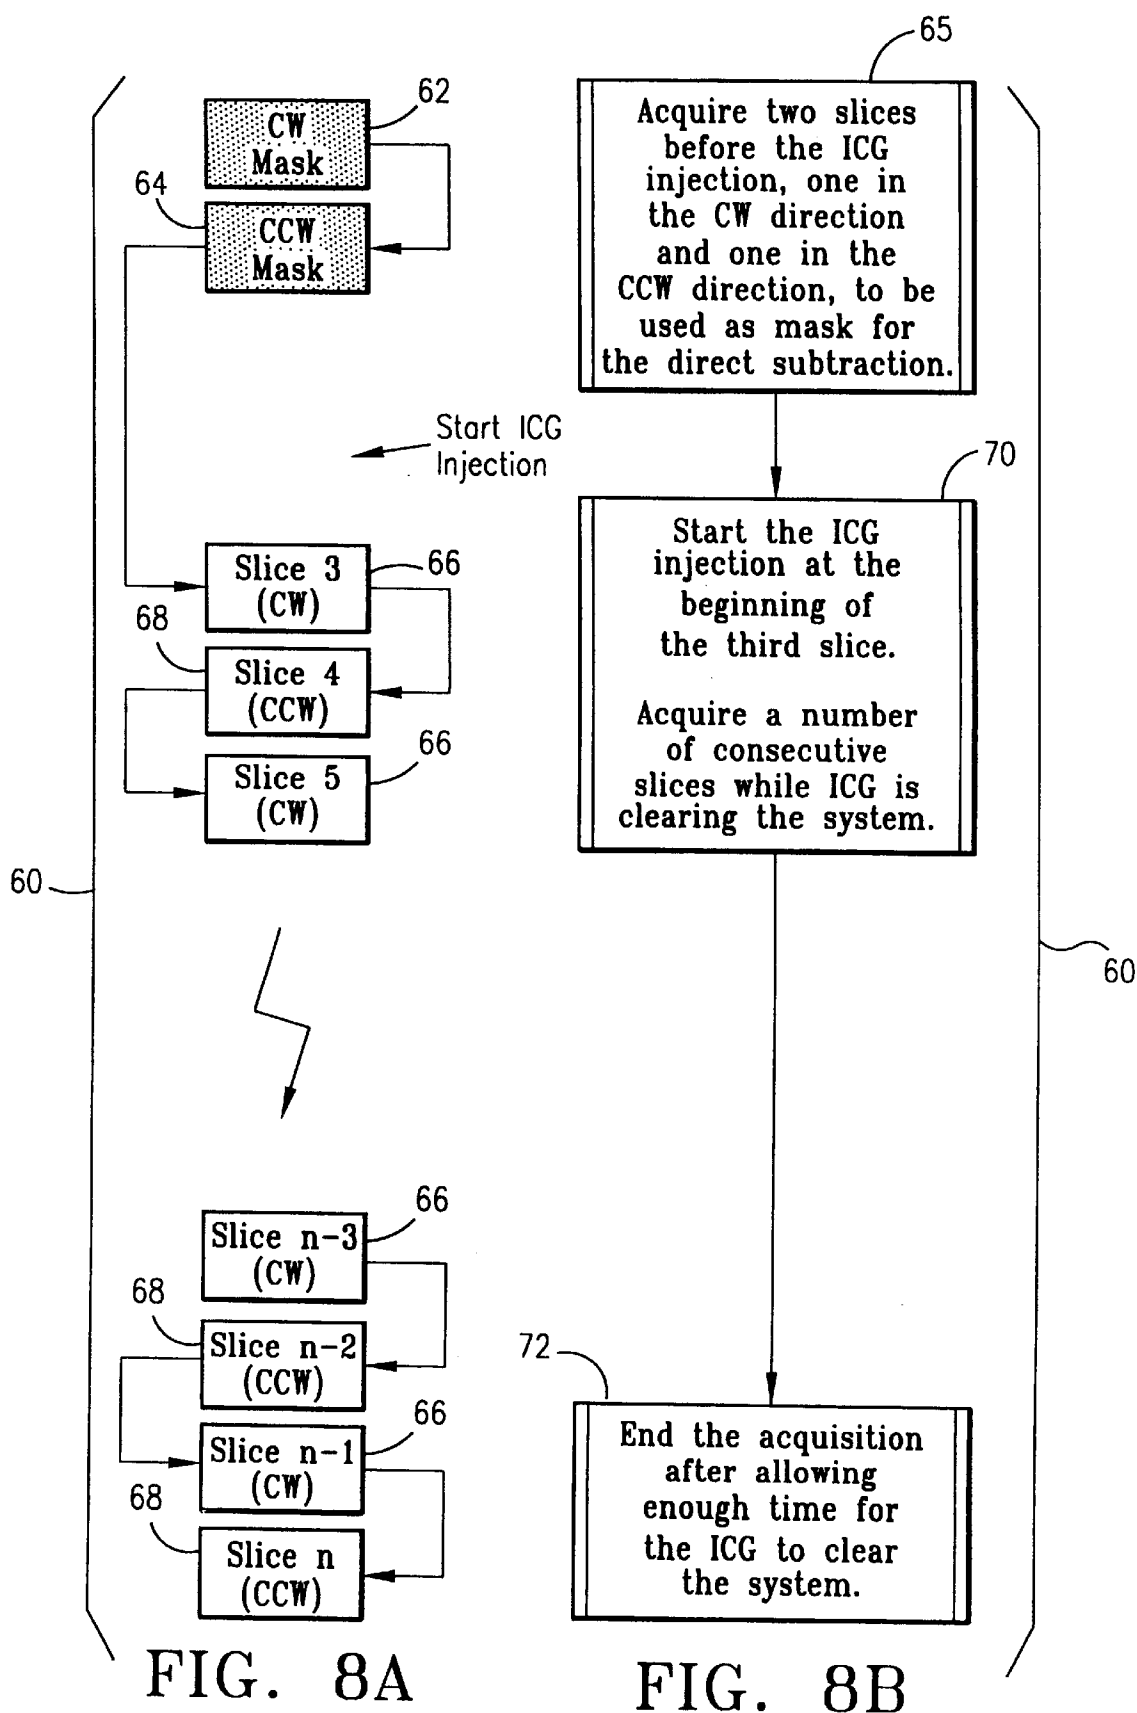 62
CW
Mask
64
CCW
Mask
Start ICG
Injection
Slice 3
(CW)
66
68
Slice 4
(CCW)
Slice 5
(CW)
66
60
Slice n-3
(CW)
66
68
Slice n-2
(CCW)
66
Slice n-1
(CW)
68
Slice n
(CCW)
FIG. 8A
65
Acquire two slices
before the ICG
injection, one in
the CW direction
and one in the
CCW direction, to be
used as mask for
the direct subtraction.
70
Start the ICG
injection at the
beginning of
the third slice.
Acquire a number
of consecutive
slices while ICG is
clearing the system.
60
72
End the acquisition
after allowing
enough time for
the ICG to clear
the system.
FIG. 8B